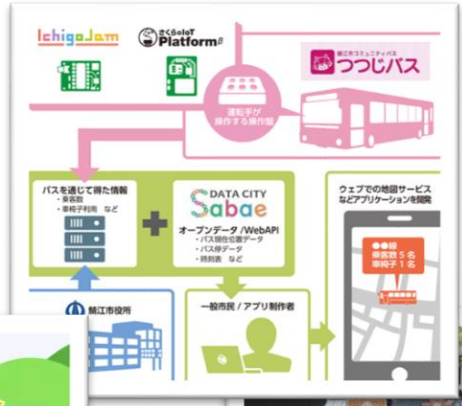 IchigoJam
さくらのIoT
Platform β
鯖江市コミュニティバス
つつじバス
運転手が
操作する操作盤
バスを通じて得た情報
・乗客数
・車椅子利用 など
DATA CITY
Sabae
オープンデータ/WebAPI
・バス現在位置データ
・バス停データ
・時刻表 など
ウェブでの地図サービス
などアプリケーションを開発
●●線
乗客数5名
車椅子1名
鯖江市役所
一般市民 / アプリ制作者